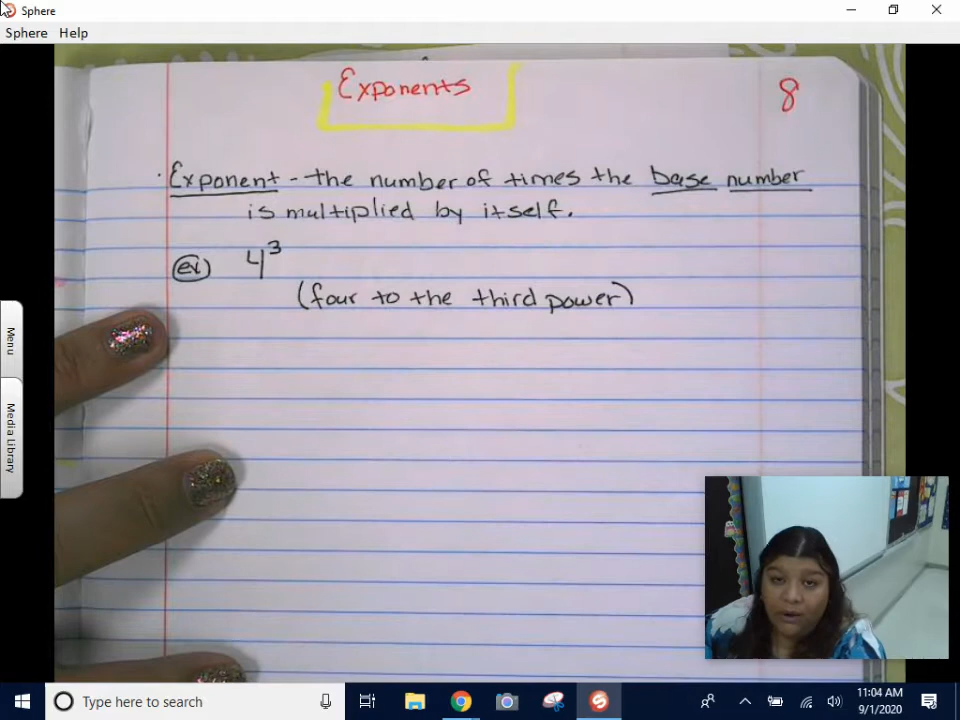 Sphere
Sphere Help
Exponents
8
Exponent - the number of times the base number
is multiplied by itself.
ex) 4³
(four to the third power)
Menu
Media Library
Type here to search
11:04 AM
9/1/2020